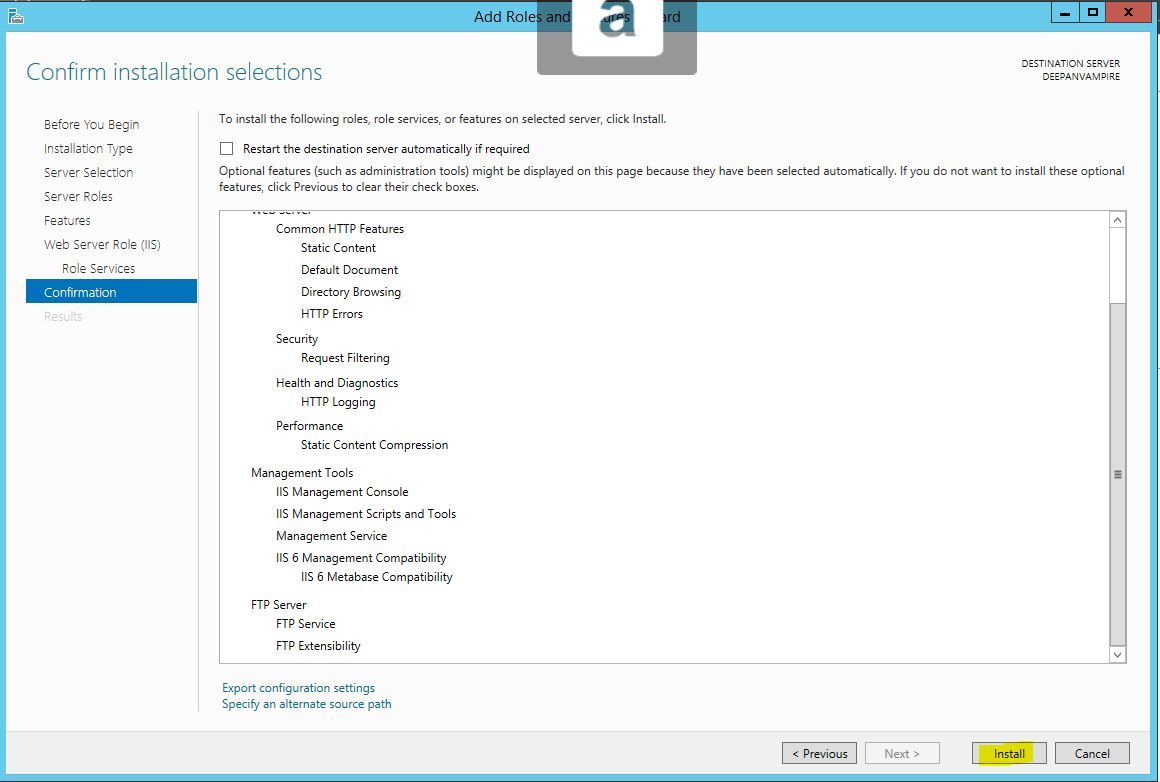 Add Roles and
a
Confirm installation selections
DESTINATION SERVER
DEEPANVAMPIRE
Before You Begin
Installation Type
Server Selection
Server Roles
Features
Web Server Role (IIS)
Role Services
Confirmation
Results
To install the following roles, role services, or features on selected server, click Install.
Restart the destination server automatically if required
Optional features (such as administration tools) might be displayed on this page because they have been selected automatically. If you do not want to install these optional
features, click Previous to clear their check boxes.
Web Server
Common HTTP Features
Static Content
Default Document
Directory Browsing
HTTP Errors
Security
Request Filtering
Health and Diagnostics
HTTP Logging
Performance
Static Content Compression
Management Tools
IIS Management Console
IIS Management Scripts and Tools
Management Service
IIS 6 Management Compatibility
IIS 6 Metabase Compatibility
FTP Server
FTP Service
FTP Extensibility
Export configuration settings
Specify an alternate source path
< Previous
Next >
Install
Cancel